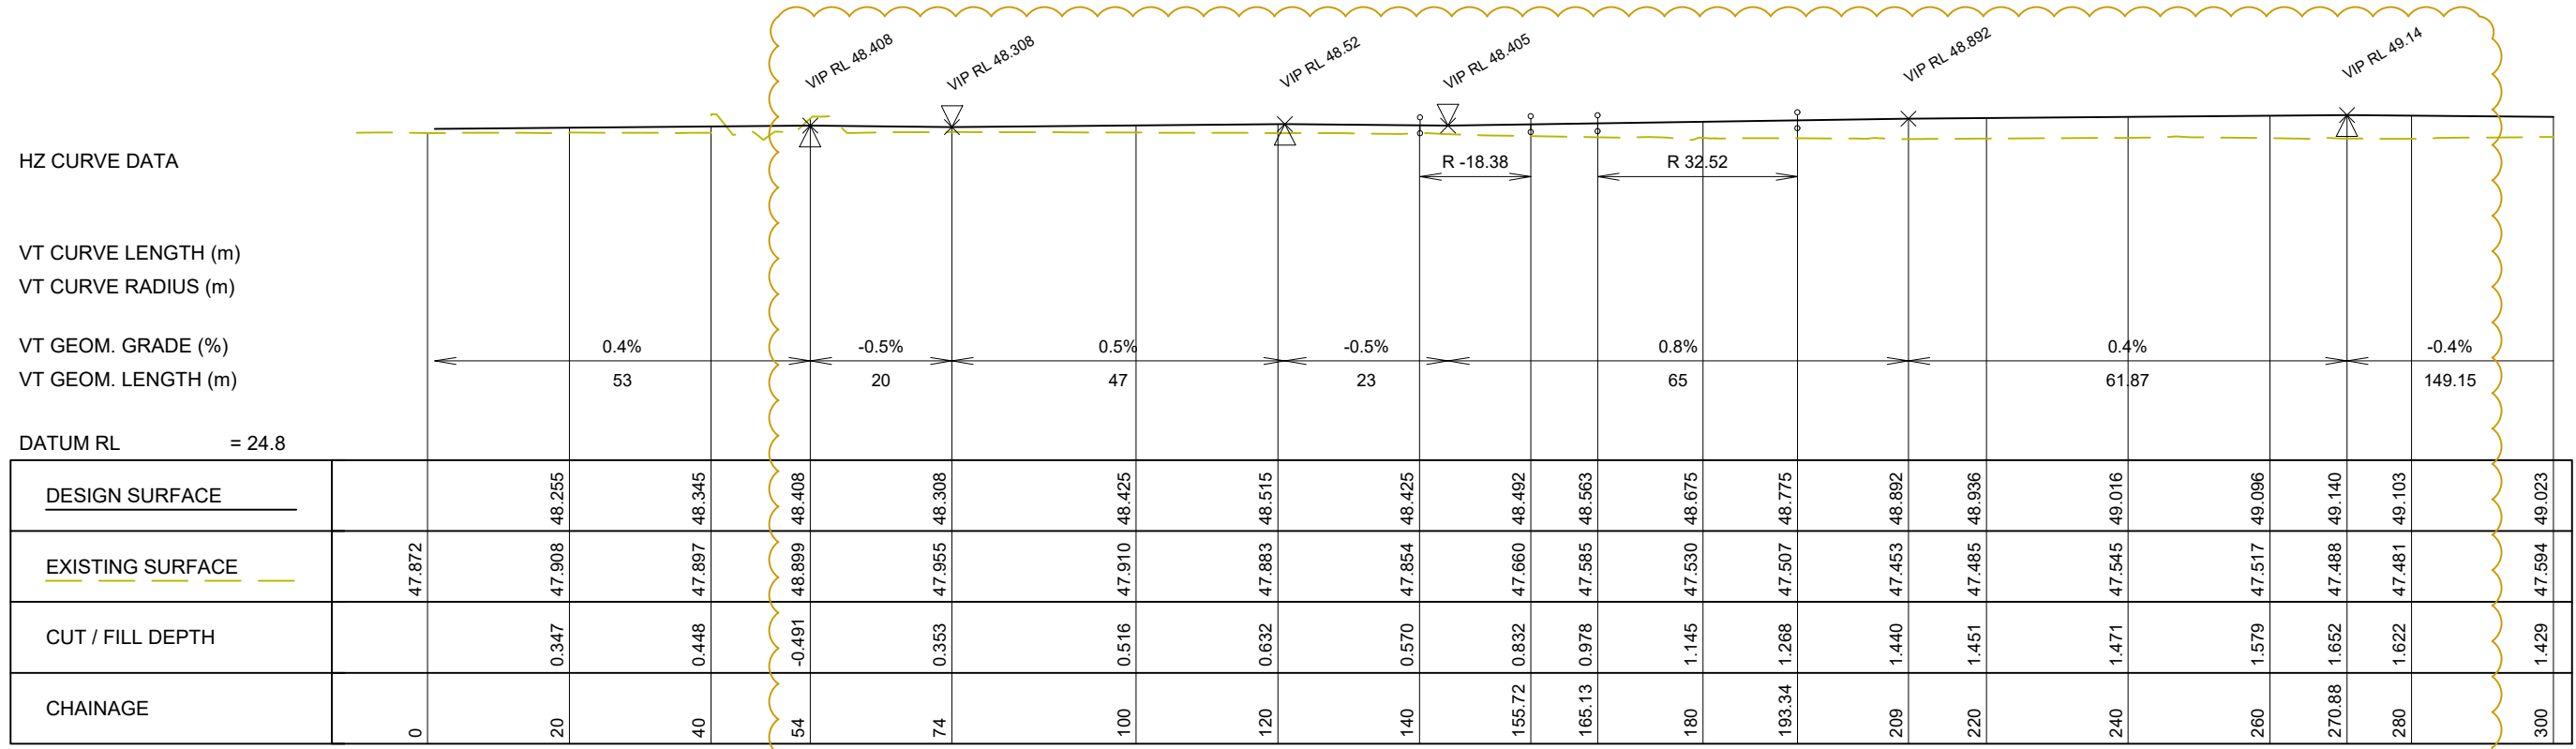 VIP RL 48.408 VIP RL 48.308 VIP RL 48.52 VIP RL 48.405 VIP RL 48.892 VIP RL 49.14
HZ CURVE DATA R -18.38 R 32.52
VT CURVE LENGTH (m)
VT CURVE RADIUS (m)
VT GEOM. GRADE (%) 0.4% -0.5% 0.5% -0.5% 0.8% 0.4% -0.4%
VT GEOM. LENGTH (m) 53 20 47 23 65 61.87 149.15
DATUM RL = 24.8
DESIGN SURFACE 48.255 48.345 48.408 48.308 48.425 48.515 48.425 48.492 48.563 48.675 48.775 48.892 48.936 49.016 49.096 49.140 49.103 49.023
EXISTING SURFACE 47.872 47.908 47.897 48.899 47.955 47.910 47.883 47.854 47.660 47.585 47.530 47.507 47.453 47.485 47.545 47.517 47.488 47.481 47.594
CUT / FILL DEPTH 0.347 0.448 -0.491 0.353 0.516 0.632 0.570 0.832 0.978 1.145 1.268 1.440 1.451 1.471 1.579 1.652 1.622 1.429
CHAINAGE 0 20 40 54 74 100 120 140 155.72 165.13 180 193.34 209 220 240 260 270.88 280 300